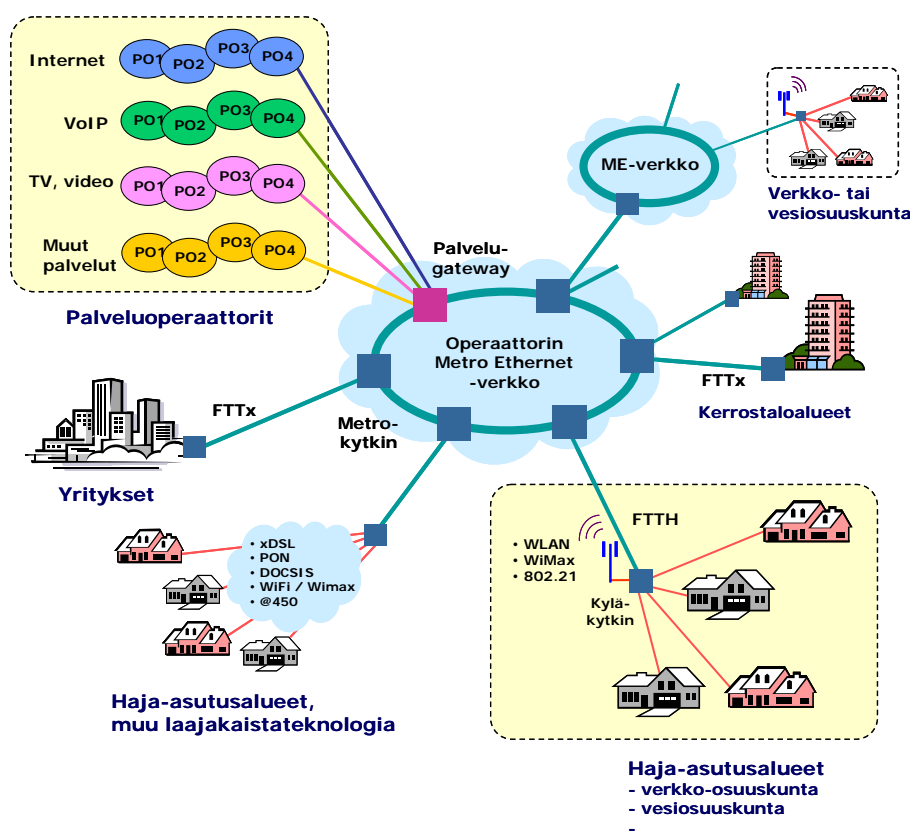 Internet
PO1 PO2 PO3 PO4
VoIP
PO1 PO2 PO3 PO4
TV, video
PO1 PO2 PO3 PO4
Muut
palvelut
PO1 PO2 PO3 PO4
Palveluoperaattorit
Palvelu-
gateway
ME-verkko
Verkko- tai
vesiosuuskunta
Operaattorin
Metro Ethernet
-verkko
FTTx
Kerrostaloalueet
FTTx
Metro-
kytkin
Yritykset
• xDSL
• PON
• DOCSIS
• WiFi / Wimax
• @450
Haja-asutusalueet,
muu laajakaistateknologia
FTTH
• WLAN
• WiMax
• 802.21
Kylä-
kytkin
Haja-asutusalueet
- verkko-osuuskunta
- vesiosuuskunta
-